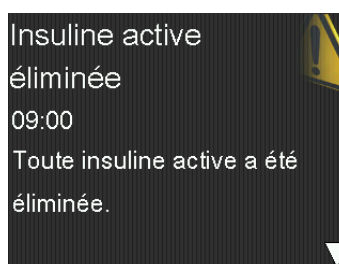 Insuline active
éliminée
09:00
Toute insuline active a été
éliminée.